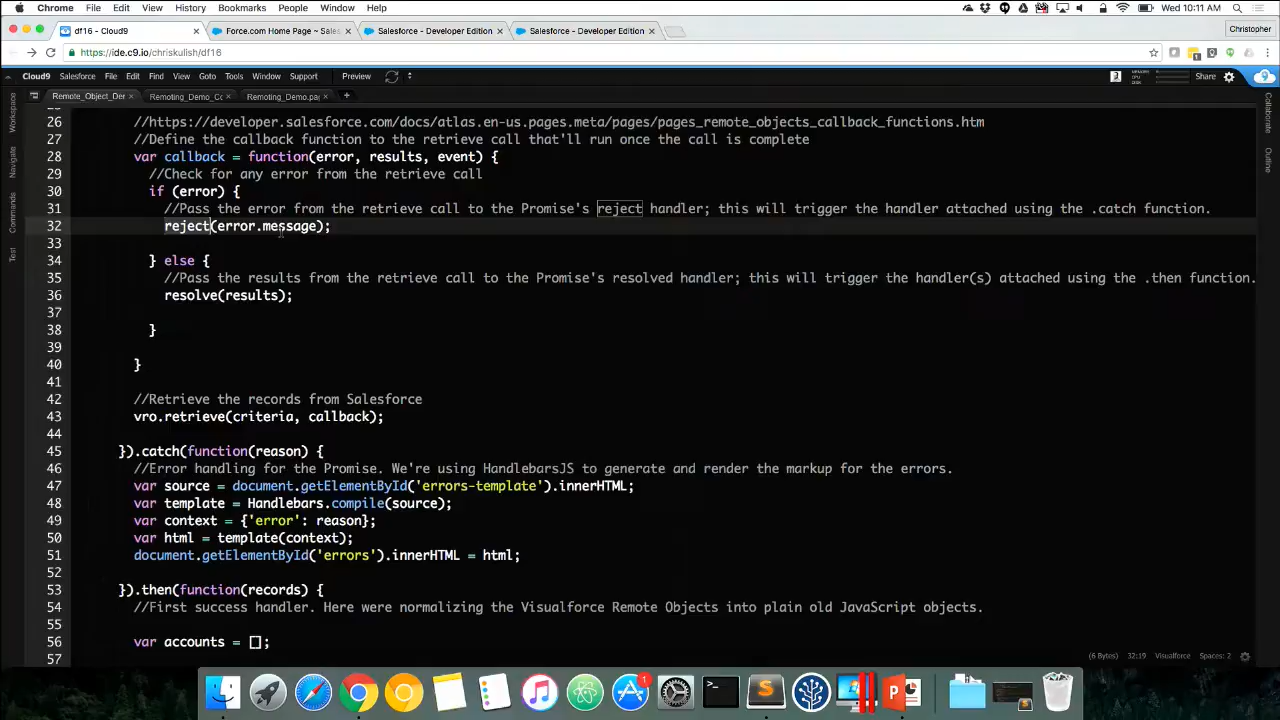 Chrome File Edit View History Bookmarks People Window Help
Wed 10:11 AM
df16 - Cloud9 × Force.com Home Page ~ Sales × Salesforce - Developer Edition × Salesforce - Developer Edition ×
Christopher
https://ide.c9.io/chriskulish/df16
Cloud9 Salesforce File Edit Find View Goto Tools Window Support Preview
Share
Remote_Object_Der × Remoting_Demo_Co × Remoting_Demo.pag × +
Workspace
Navigate
Commands
Test
Collaborate
Outline
26 //https://developer.salesforce.com/docs/atlas.en-us.pages.meta/pages/pages_remote_objects_callback_functions.htm
27 //Define the callback function to the retrieve call that'll run once the call is complete
28 var callback = function(error, results, event) {
29 //Check for any error from the retrieve call
30 if (error) {
31 //Pass the error from the retrieve call to the Promise's reject handler; this will trigger the handler attached using the .catch function.
32 reject(error.message);
33
34 } else {
35 //Pass the results from the retrieve call to the Promise's resolved handler; this will trigger the handler(s) attached using the .then function.
36 resolve(results);
37
38 }
39
40 }
41
42 //Retrieve the records from Salesforce
43 vro.retrieve(criteria, callback);
44
45 }).catch(function(reason) {
46 //Error handling for the Promise. We're using HandlebarsJS to generate and render the markup for the errors.
47 var source = document.getElementById('errors-template').innerHTML;
48 var template = Handlebars.compile(source);
49 var context = {'error': reason};
50 var html = template(context);
51 document.getElementById('errors').innerHTML = html;
52
53 }).then(function(records) {
54 //First success handler. Here were normalizing the Visualforce Remote Objects into plain old JavaScript objects.
55
56 var accounts = [];
57
(6 Bytes) 32:19 Visualforce Spaces: 2
1